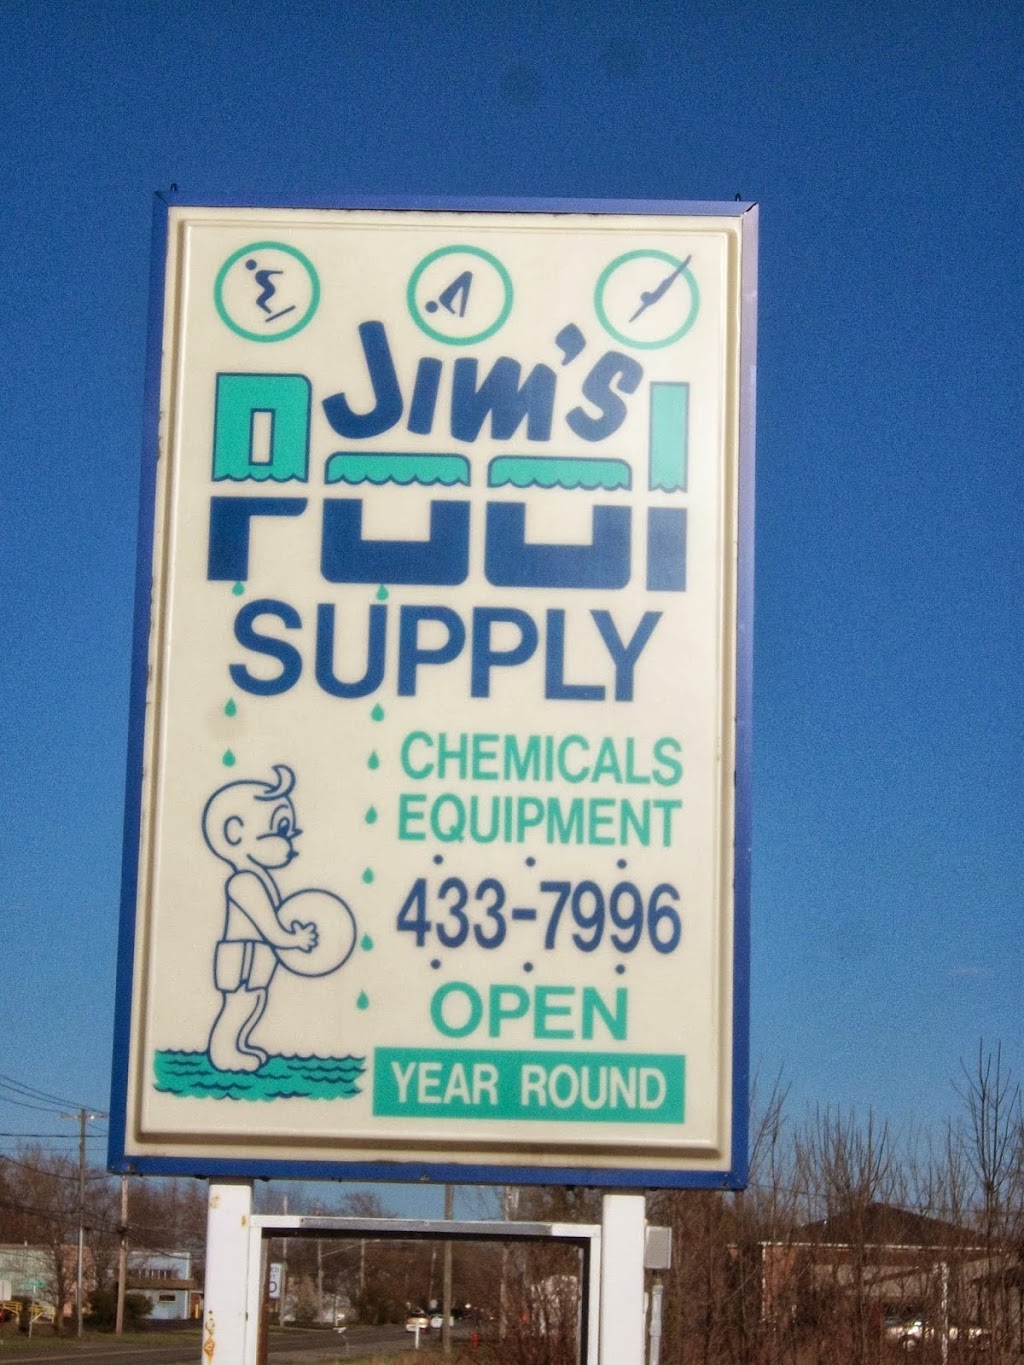 Jim's
POOL
SUPPLY
CHEMICALS
EQUIPMENT
433-7996
OPEN
YEAR ROUND